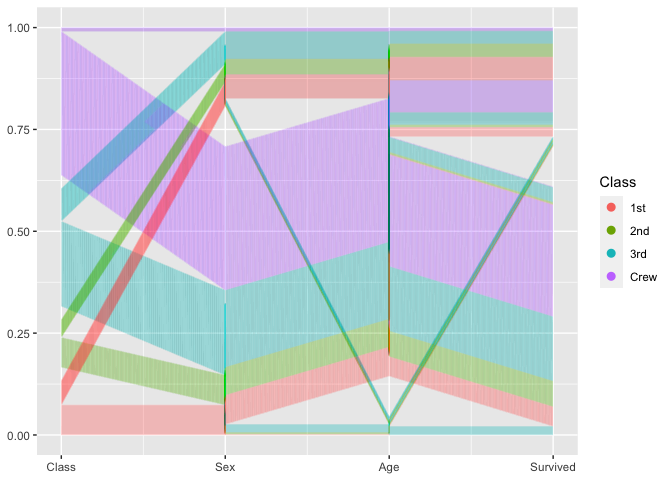 1.00
0.75
0.50
0.25
0.00
Class
Sex
Age
Survived
Class
1st
2nd
3rd
Crew